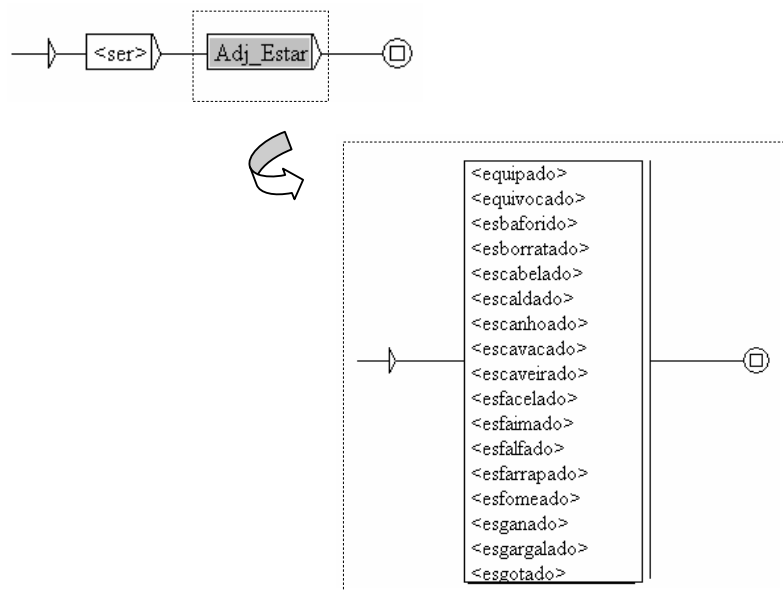 <ser> Adj_Estar
<equipado>
<equivocado>
<esbaforido>
<esborratado>
<escabelado>
<escaldado>
<escanhoado>
<escavacado>
<escaveirado>
<esfacelado>
<esfaimado>
<esfalfado>
<esfarrapado>
<esfomeado>
<esganado>
<esgargalado>
<esgotado>